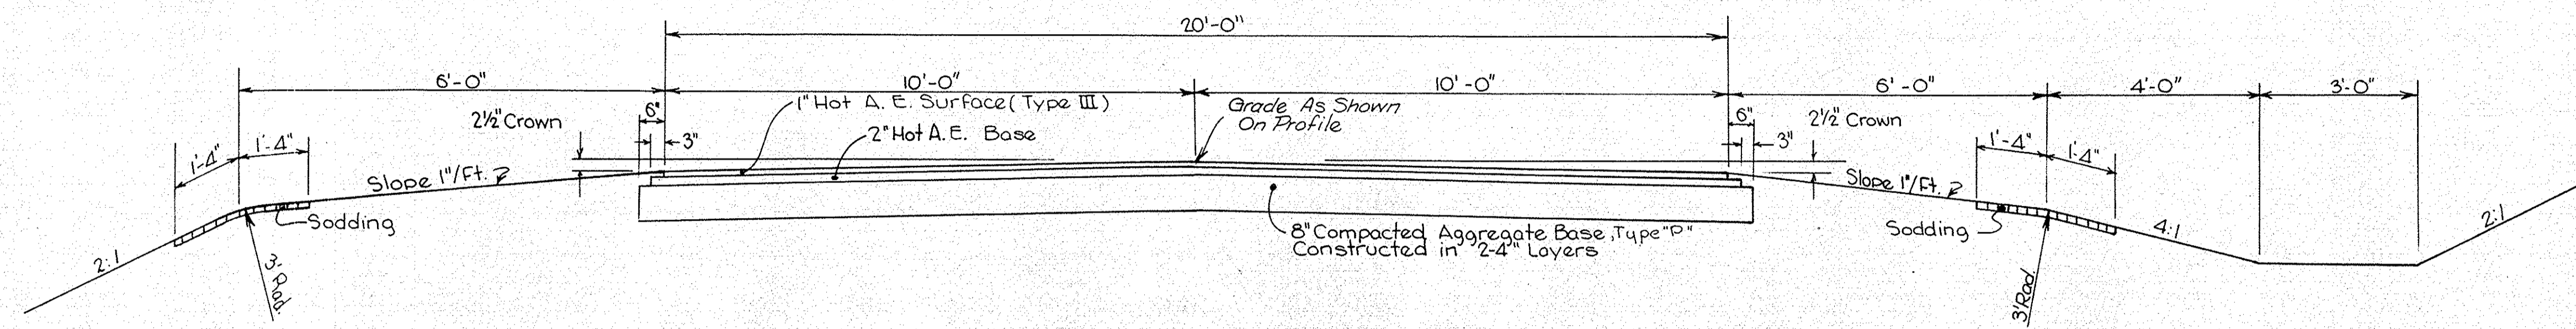 20'-0"
6'-0"
10'-0"
10'-0"
6'-0"
4'-0"
3'-0"
1" Hot A. E. Surface (Type III)
Grade As Shown
On Profile
6"
6"
2½" Crown
2" Hot A.E. Base
2½" Crown
3"
3"
1'-4"
1'-4"
1'-4"
1'-4"
Slope 1"/Ft.
Slope 1"/Ft.
Sodding
8" Compacted Aggregate Base, Type "P"
Constructed in 2-4" Layers
Sodding
2:1
3' Rad.
3' Rad.
4:1
2:1